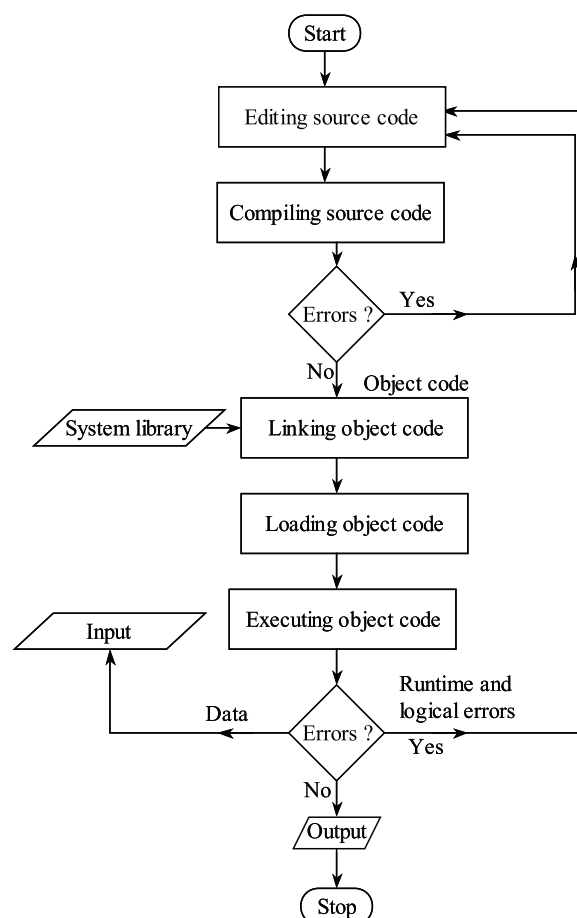 Start
Editing source code
Compiling source code
Errors ?
Yes
No
Object code
System library
Linking object code
Loading object code
Executing object code
Input
Runtime and
logical errors
Data
Errors ?
Yes
No
Output
Stop